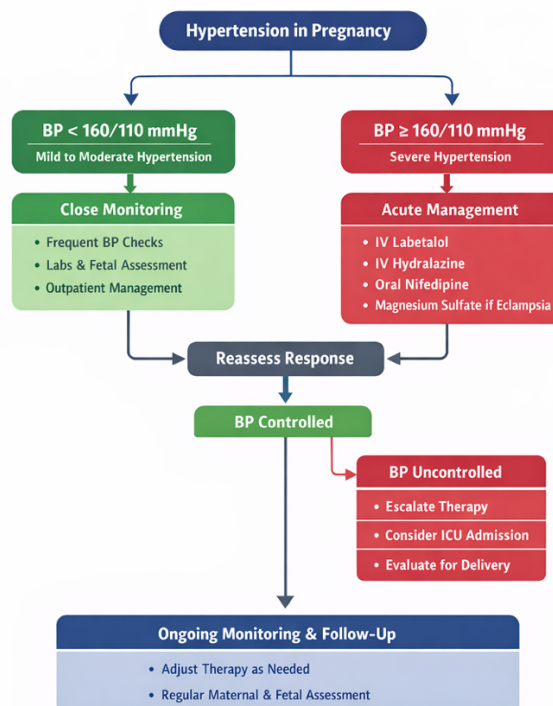 Hypertension in Pregnancy
BP < 160/110 mmHg
Mild to Moderate Hypertension
BP ≥ 160/110 mmHg
Severe Hypertension
Close Monitoring
• Frequent BP Checks
• Labs & Fetal Assessment
• Outpatient Management
Acute Management
• IV Labetalol
• IV Hydralazine
• Oral Nifedipine
• Magnesium Sulfate if Eclampsia
Reassess Response
BP Controlled
BP Uncontrolled
• Escalate Therapy
• Consider ICU Admission
• Evaluate for Delivery
Ongoing Monitoring & Follow-Up
• Adjust Therapy as Needed
• Regular Maternal & Fetal Assessment